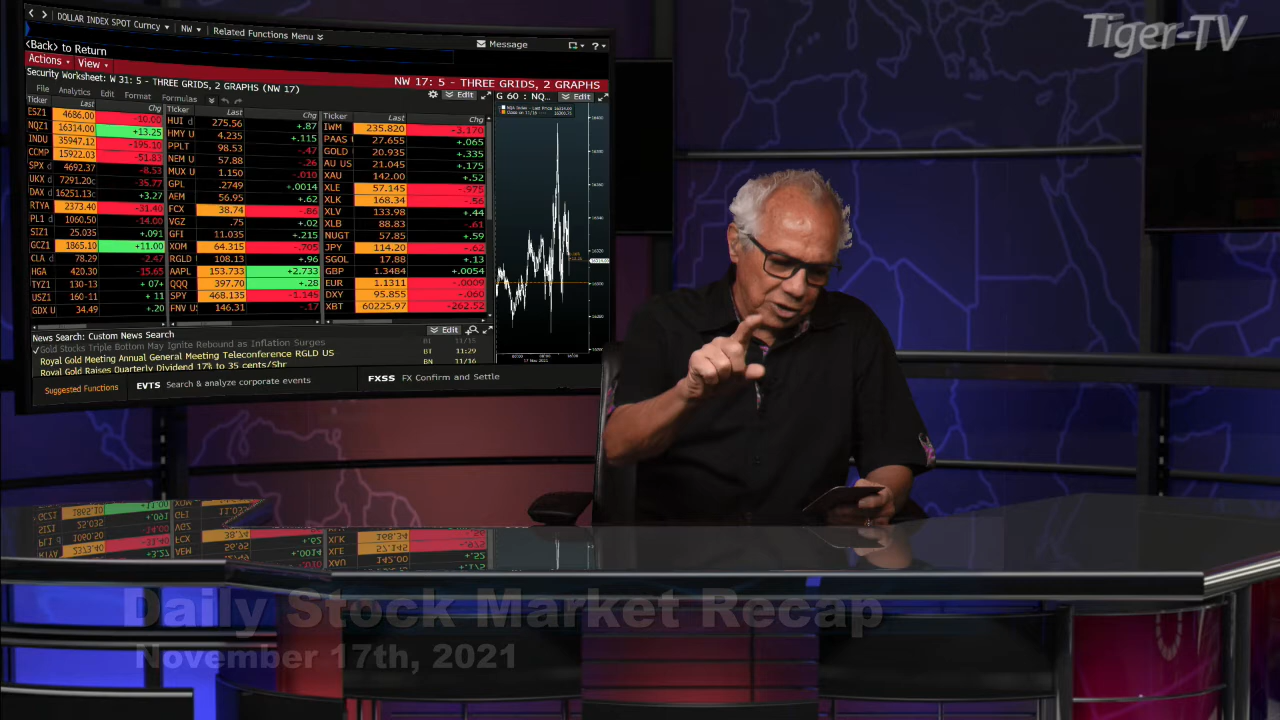 Tiger-TV
DOLLAR INDEX SPOT Curncy NW Related Functions Menu
<Back> to Return
Message ?
Actions View
NW 17: 5 - THREE GRIDS, 2 GRAPHS
Security Worksheet: W 31: 5 - THREE GRIDS, 2 GRAPHS (NW 17)
File Analytics Edit Format Formulas Edit G 60 : NQ... Edit
Ticker Last Chg Ticker Last Chg Ticker Last Chg
ESZ1 4686.00 -10.00 HUI d 275.56 +.87 IWM 235.820 -3.170
NQZ1 16314.00 +13.25 HMY U 4.235 +.115 PAAS 27.655 +.065
INDU 35947.12 -195.10 PPLT 98.53 -.47 GOLD 20.935 +.335
CCMP 15922.03 -51.83 NEM U 57.88 -.26 AU US 21.045 +.175
SPX d 4692.37 -8.53 MUX U 1.150 -.010 XAU 142.00 +.52
UKX d 7291.20c -35.77 GPL .2749 +.0014 XLE 57.145 -.975
DAX d 16251.13c +3.27 AEM 56.95 +.62 XLK 168.34 -.56
RTYA 2373.40 -31.40 FCX 38.74 -.86 XLV 133.98 +.44
PL1 d 1060.50 -14.00 VGZ .75 +.02 XLB 88.83 -.61
SIZ1 25.035 +.091 GFI 11.035 +.215 NUGT 57.85 +.59
GCZ1 1865.10 +11.00 XOM 64.315 -.705 JPY 114.20 -.62
CLA d 78.29 -2.47 RGLD 108.13 +.96 SGOL 17.88 +.13
HGA 420.30 -15.65 AAPL 153.733 +2.733 GBP 1.3484 +.0054
TYZ1 130-13 + 07+ QQQ 397.70 +.28 EUR 1.1311 -.0009
USZ1 160-11 + 11 SPY 468.135 -1.145 DXY 95.855 -.060
GDX U 34.49 +.20 FNV U 146.31 -.17 XBT 60225.97 -262.52
17 Nov 2021
News Search: Custom News Search Edit
Gold Stocks Triple Bottom May Ignite Rebound as Inflation Surges BI 11/15
Royal Gold Meeting Annual General Meeting Teleconference RGLD US BT 11:29
Royal Gold Raises Quarterly Dividend 17% to 35 cents/Shr BN 11/16
Suggested Functions EVTS Search & analyze corporate events FXSS FX Confirm and Settle
Daily Stock Market Recap
November 17th, 2021